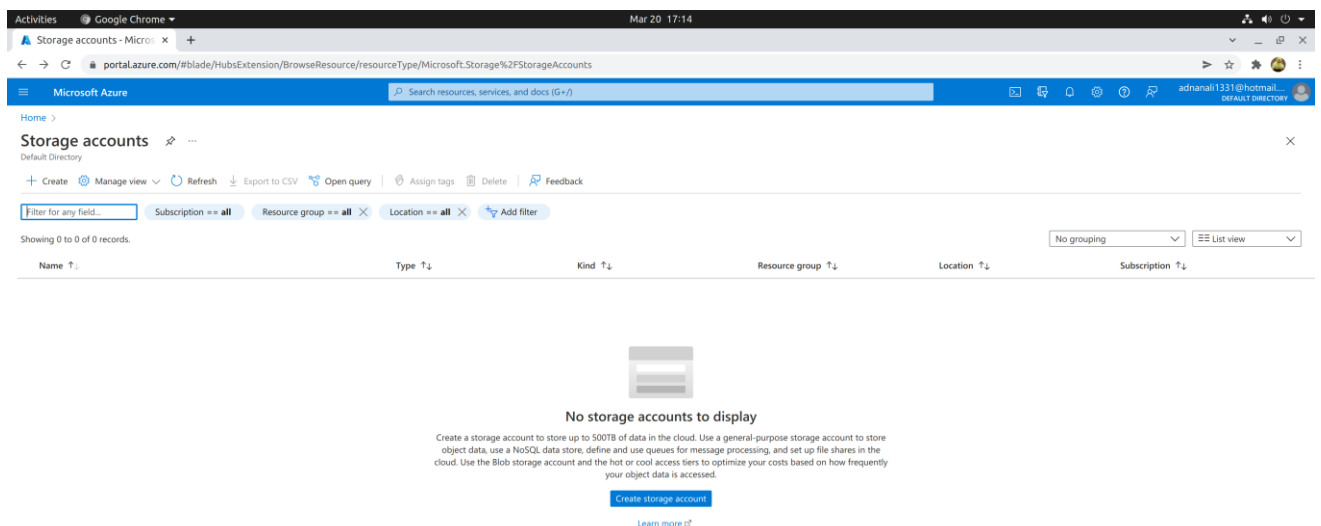 Activities Google Chrome Mar 20 17:14
Storage accounts - Micros
portal.azure.com/#blade/HubsExtension/BrowseResource/resourceType/Microsoft.Storage%2FStorageAccounts
Microsoft Azure Search resources, services, and docs (G+/) adnanali1331@hotmail....
DEFAULT DIRECTORY
Home >
Storage accounts ...
Default Directory
+ Create Manage view Refresh Export to CSV Open query Assign tags Delete Feedback
Filter for any field... Subscription == all Resource group == all Location == all Add filter
Showing 0 to 0 of 0 records. No grouping List view
Name ↑↓ Type ↑↓ Kind ↑↓ Resource group ↑↓ Location ↑↓ Subscription ↑↓
No storage accounts to display
Create a storage account to store up to 500TB of data in the cloud. Use a general-purpose storage account to store
object data, use a NoSQL data store, define and use queues for message processing, and set up file shares in the
cloud. Use the Blob storage account and the hot or cool access tiers to optimize your costs based on how frequently
your object data is accessed.
Create storage account
Learn more